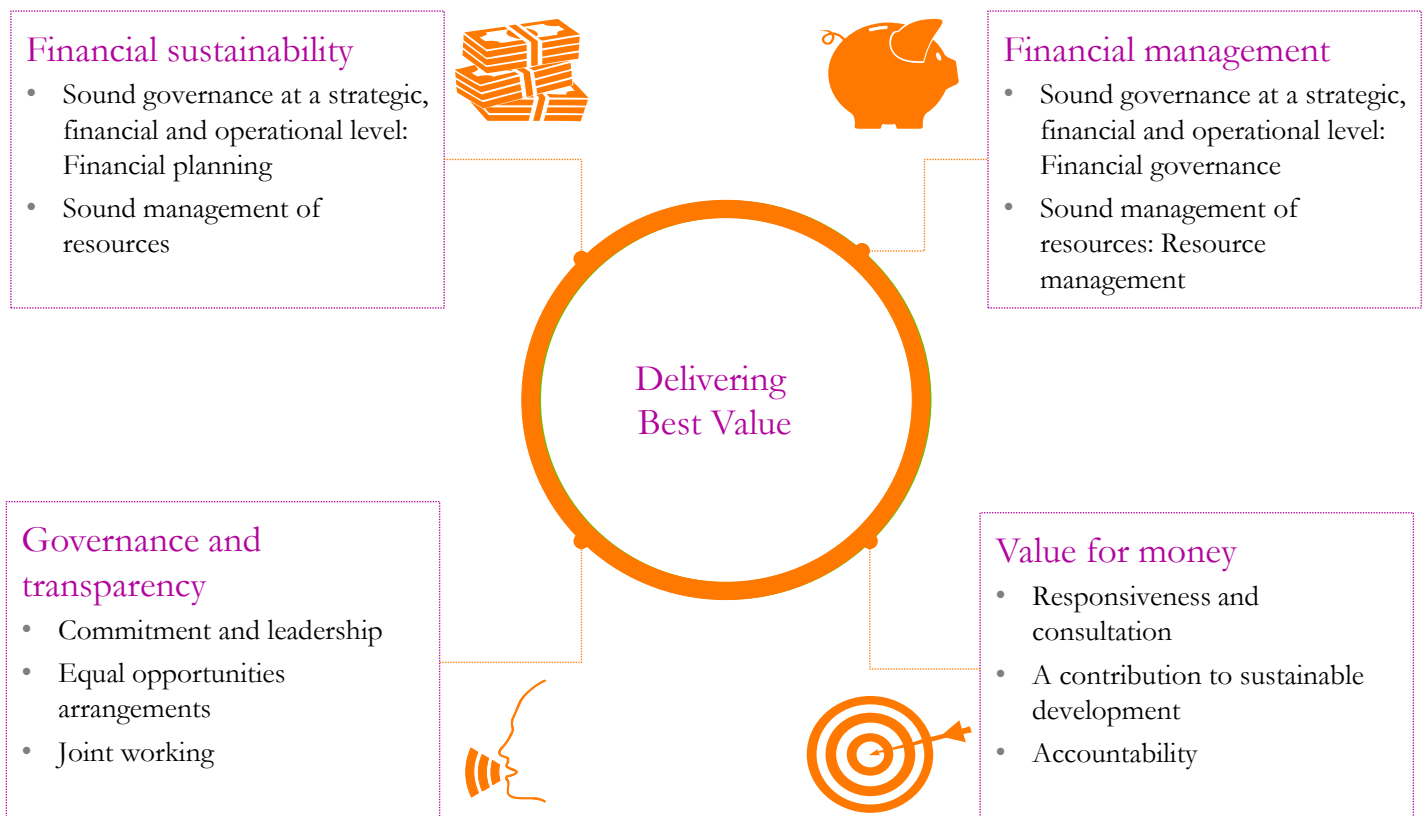 Financial sustainability
• Sound governance at a strategic,
financial and operational level:
Financial planning
• Sound management of
resources
Financial management
• Sound governance at a strategic,
financial and operational level:
Financial governance
• Sound management of
resources: Resource
management
Delivering
Best Value
Governance and
transparency
• Commitment and leadership
• Equal opportunities
arrangements
• Joint working
Value for money
• Responsiveness and
consultation
• A contribution to sustainable
development
• Accountability